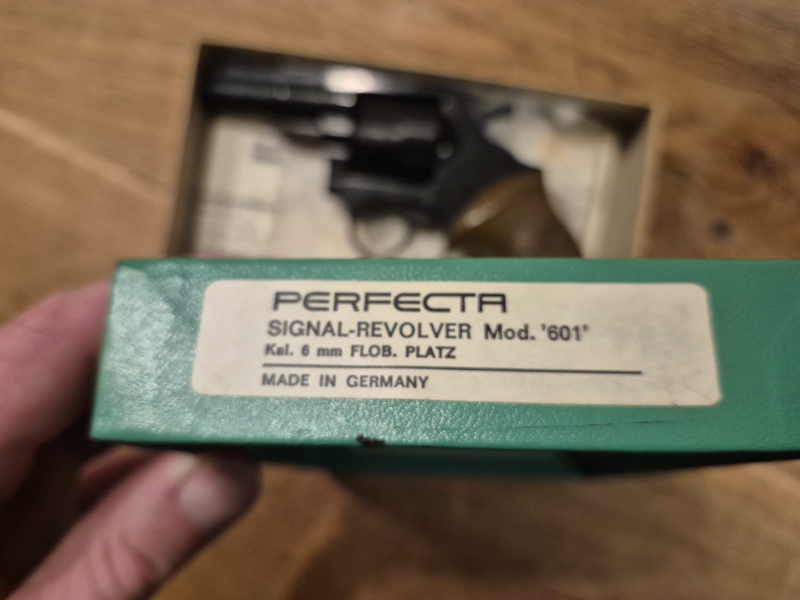 PERFECTA
SIGNAL-REVOLVER Mod. '601'
Kal. 6 mm FLOB. PLATZ
MADE IN GERMANY